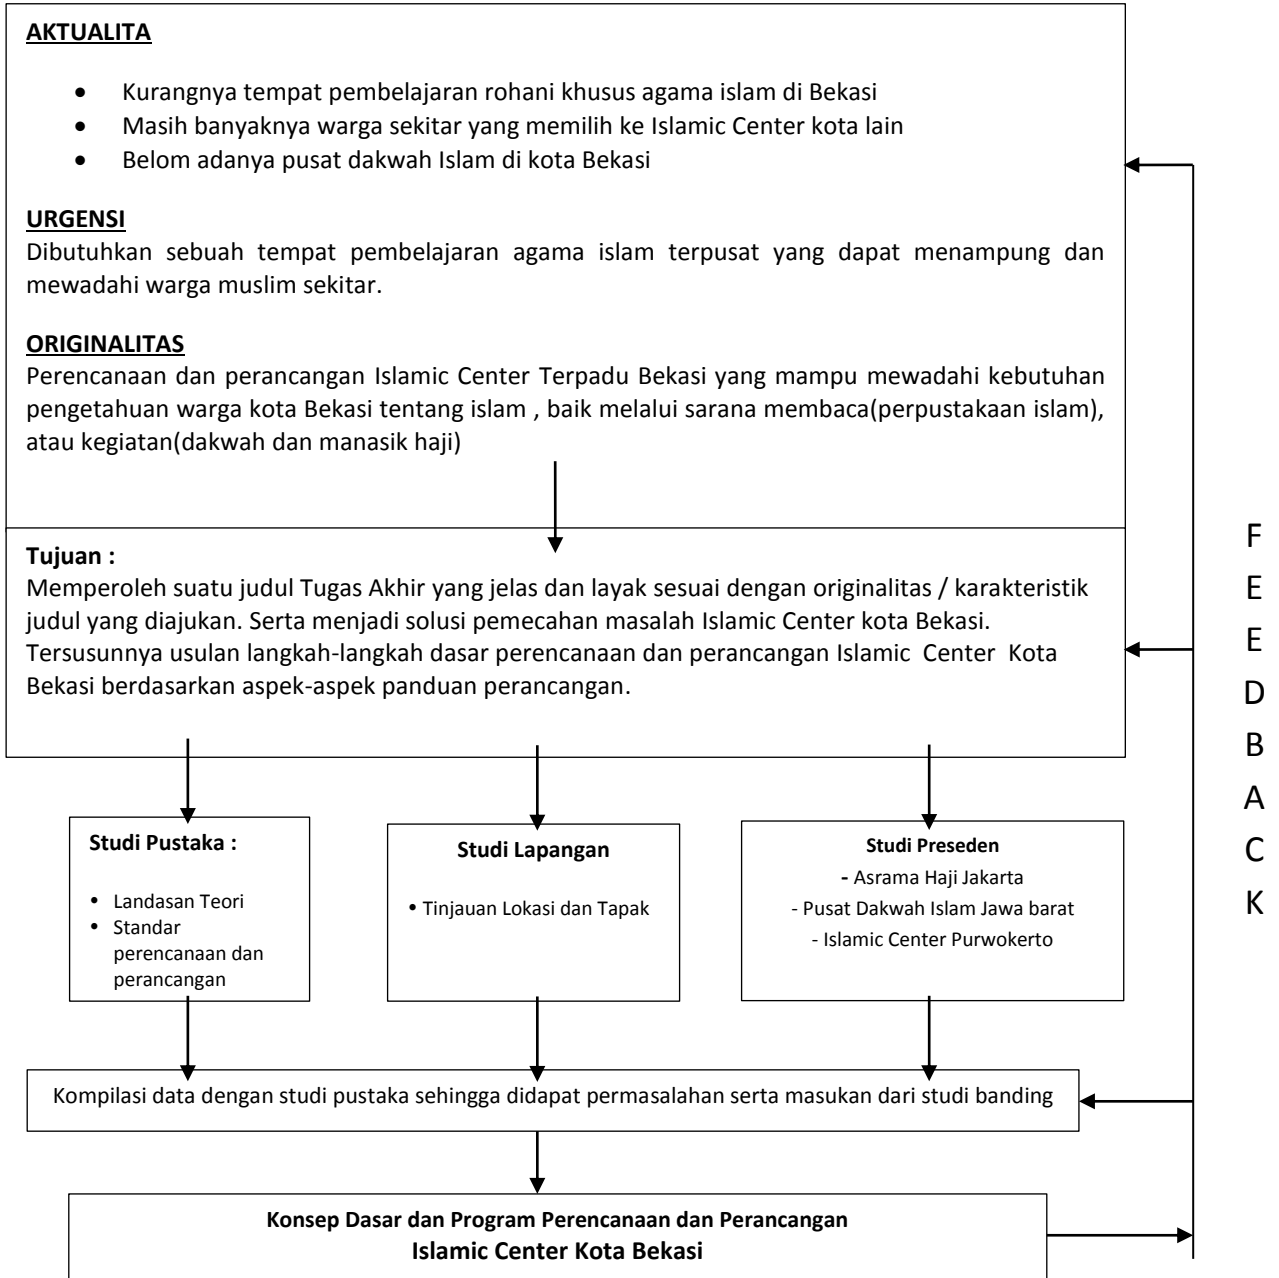 AKTUALITA
• Kurangnya tempat pembelajaran rohani khusus agama islam di Bekasi
• Masih banyaknya warga sekitar yang memilih ke Islamic Center kota lain
• Belom adanya pusat dakwah Islam di kota Bekasi
URGENSI
Dibutuhkan sebuah tempat pembelajaran agama islam terpusat yang dapat menampung dan
mewadahi warga muslim sekitar.
ORIGINALITAS
Perencanaan dan perancangan Islamic Center Terpadu Bekasi yang mampu mewadahi kebutuhan
pengetahuan warga kota Bekasi tentang islam , baik melalui sarana membaca(perpustakaan islam),
atau kegiatan(dakwah dan manasik haji)
Tujuan :
Memperoleh suatu judul Tugas Akhir yang jelas dan layak sesuai dengan originalitas / karakteristik
judul yang diajukan. Serta menjadi solusi pemecahan masalah Islamic Center kota Bekasi.
Tersusunnya usulan langkah-langkah dasar perencanaan dan perancangan Islamic Center Kota
Bekasi berdasarkan aspek-aspek panduan perancangan.
Studi Pustaka :
• Landasan Teori
• Standar
perencanaan dan
perancangan
Studi Lapangan
• Tinjauan Lokasi dan Tapak
Studi Preseden
- Asrama Haji Jakarta
- Pusat Dakwah Islam Jawa barat
- Islamic Center Purwokerto
Kompilasi data dengan studi pustaka sehingga didapat permasalahan serta masukan dari studi banding
Konsep Dasar dan Program Perencanaan dan Perancangan
Islamic Center Kota Bekasi
F
E
E
D
B
A
C
K